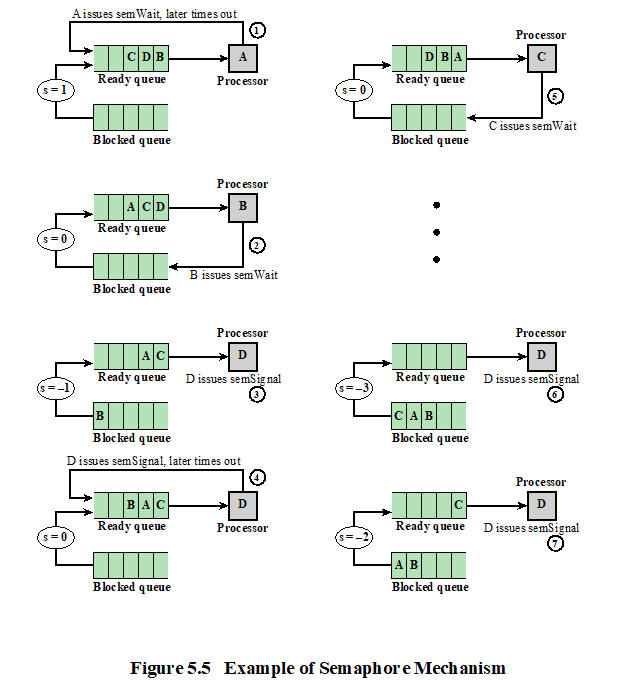 A issues semWait, later times out
1
C D B
A
Ready queue
Processor
s = 1
Blocked queue
Processor
D B A
C
Ready queue
s = 0
5
C issues semWait
Blocked queue
Processor
A C D
B
Ready queue
s = 0
2
B issues semWait
Blocked queue
Processor
A C
D
Ready queue
D issues semSignal
s = –1
3
B
Blocked queue
Processor
D
Ready queue
D issues semSignal
s = –3
6
C A B
Blocked queue
D issues semSignal, later times out
4
B A C
D
Ready queue
Processor
s = 0
Blocked queue
Processor
C
D
Ready queue
D issues semSignal
s = –2
7
A B
Blocked queue
Figure 5.5 Example of Semaphore Mechanism